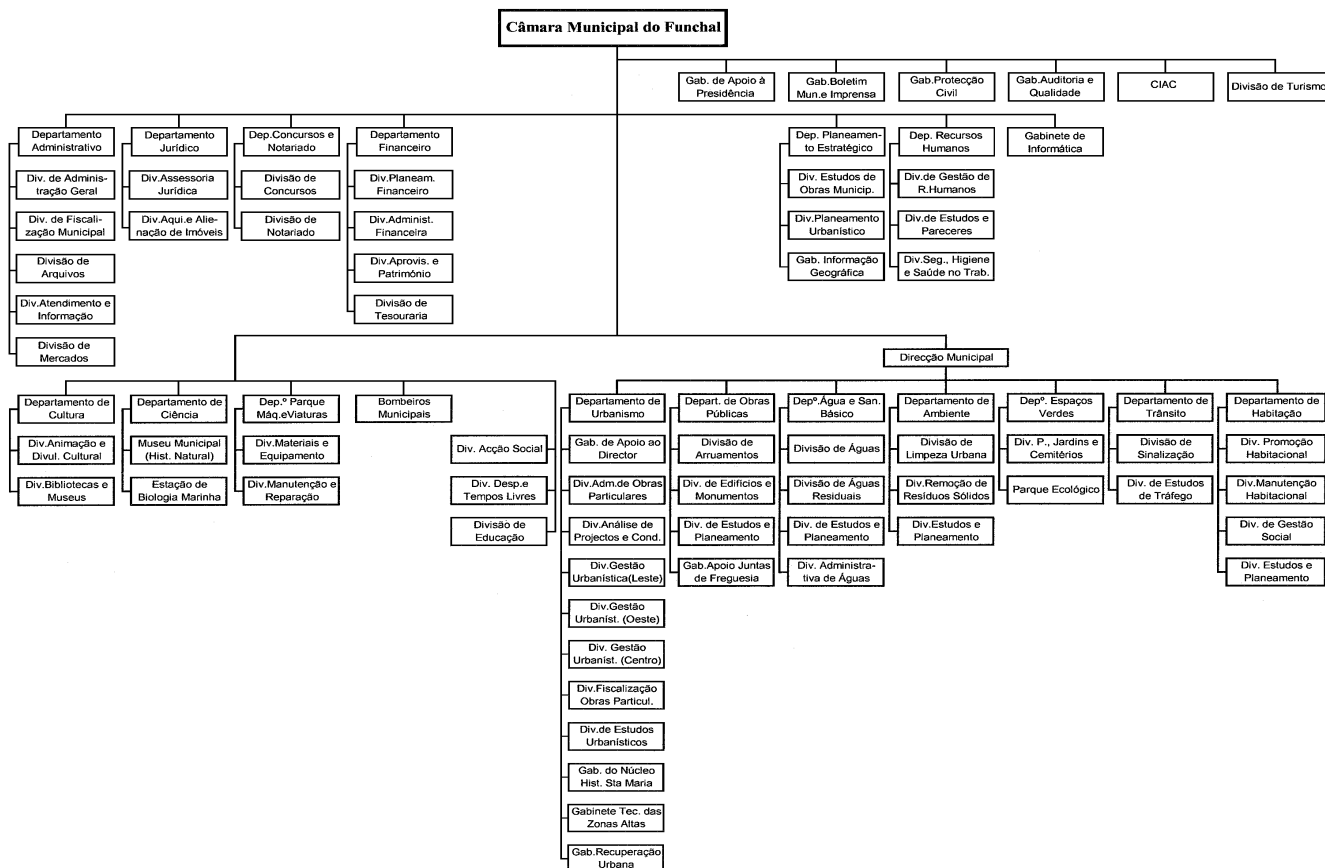 Câmara Municipal do Funchal
Gab. de Apoio à
Presidência
Gab.Boletim
Mun.e Imprensa
Gab.Protecção
Civil
Gab.Auditoria e
Qualidade
CIAC
Divisão de Turismo
Departamento
Administrativo
Div. de Adminis-
tração Geral
Div. de Fiscali-
zação Municipal
Divisão de
Arquivos
Div.Atendimento e
Informação
Divisão de
Mercados
Departamento
Jurídico
Div.Assessoria
Jurídica
Div.Aqui.e Alie-
nação de Imóveis
Dep.Concursos e
Notariado
Divisão de
Concursos
Divisão de
Notariado
Departamento
Financeiro
Div.Planeam.
Financeiro
Div.Administ.
Financeira
Div.Aprovis. e
Património
Divisão de
Tesouraria
Dep. Planeamen-
to Estratégico
Div. Estudos de
Obras Municip.
Div.Planeamento
Urbanístico
Gab. Informação
Geográfica
Dep. Recursos
Humanos
Div.de Gestão de
R.Humanos
Div.de Estudos e
Pareceres
Div.Seg., Higiene
e Saúde no Trab.
Gabinete de
Informática
Direcção Municipal
Departamento de
Cultura
Div.Animação e
Divul. Cultural
Div.Bibliotecas e
Museus
Departamento de
Ciência
Museu Municipal
(Hist. Natural)
Estação de
Biologia Marinha
Dep.º Parque
Máq.eViaturas
Div.Materiais e
Equipamento
Div.Manutenção e
Reparação
Bombeiros
Municipais
Div. Acção Social
Div. Desp.e
Tempos Livres
Divisão de
Educação
Departamento de
Urbanismo
Gab. de Apoio ao
Director
Div.Adm.de Obras
Particulares
Div.Análise de
Projectos e Cond.
Div.Gestão
Urbanística(Leste)
Div.Gestão
Urbaníst. (Oeste)
Div. Gestão
Urbaníst. (Centro)
Div.Fiscalização
Obras Particul.
Div.de Estudos
Urbanísticos
Gab. do Núcleo
Hist. Sta Maria
Gabinete Tec. das
Zonas Altas
Gab.Recuperação
Urbana
Depart. de Obras
Públicas
Divisão de
Arruamentos
Div. de Edifícios e
Monumentos
Div. de Estudos e
Planeamento
Gab.Apoio Juntas
de Freguesia
Depº.Água e San.
Básico
Divisão de Águas
Divisão de Águas
Residuais
Div. de Estudos e
Planeamento
Div. Administra-
tiva de Águas
Departamento de
Ambiente
Divisão de
Limpeza Urbana
Div.Remoção de
Resíduos Sólidos
Div.Estudos e
Planeamento
Depº. Espaços
Verdes
Div. P., Jardins e
Cemitérios
Parque Ecológico
Departamento de
Trânsito
Divisão de
Sinalização
Div. de Estudos
de Tráfego
Departamento de
Habitação
Div. Promoção
Habitacional
Div.Manutenção
Habitacional
Div. de Gestão
Social
Div. Estudos e
Planeamento